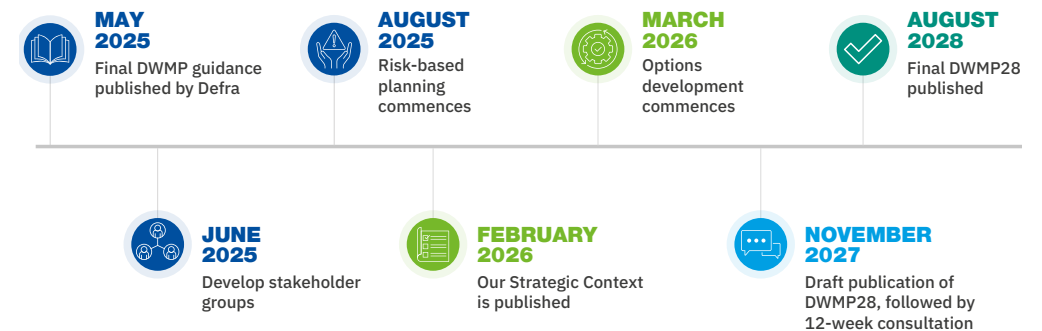 MAY
2025
Final DWMP guidance
published by Defra
AUGUST
2025
Risk-based
planning
commences
MARCH
2026
Options
development
commences
AUGUST
2028
Final DWMP28
published
JUNE
2025
Develop stakeholder
groups
FEBRUARY
2026
Our Strategic Context
is published
NOVEMBER
2027
Draft publication of
DWMP28, followed by
12-week consultation